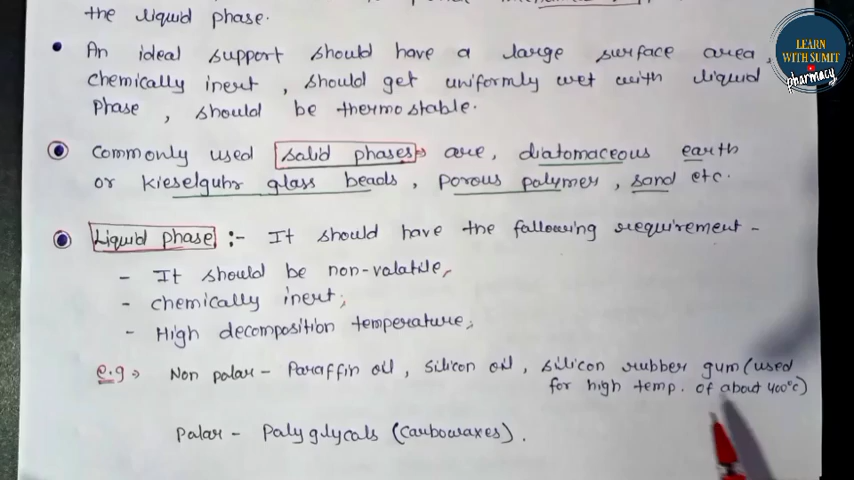 the liquid phase.
• An ideal support should have a large surface area,
chemically inert, should get uniformly wet with liquid
phase, should be thermostable.
commonly used solid phases are, diatomaceous earth
or Kieselguhr glass beads, porous polymer, sand etc.
Liquid phase :- It should have the following requirement -
- It should be non-volatile,
- chemically inert;
- High decomposition temperature;
e.g → Non polar - Paraffin oil, silicon oil, silicon rubber gum (used
for high temp. of about 400°c)
Polar - Polyglycols (carbowaxes).
LEARN
WITH SUMIT
pharmacy